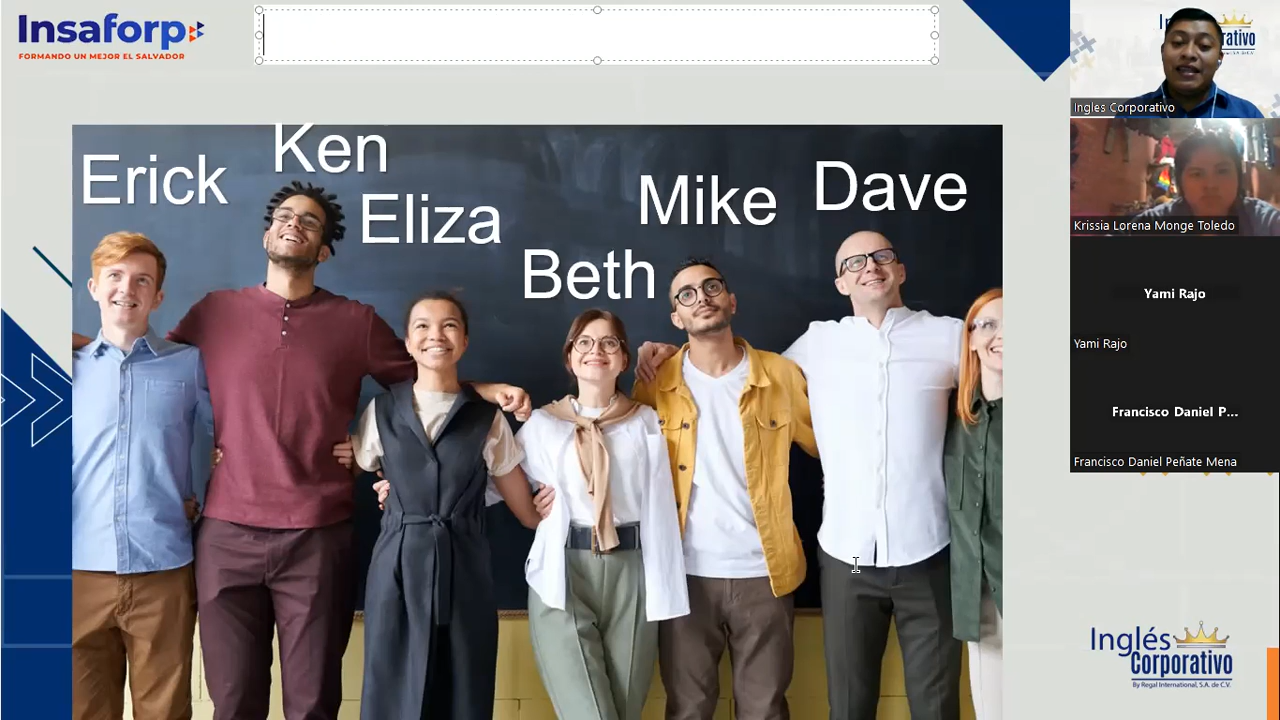 Insaforp
FORMANDO UN MEJOR EL SALVADOR
Erick
Ken
Eliza
Beth
Mike
Dave
Ingles Corporativo
Krissia Lorena Monge Toledo
Yami Rajo
Yami Rajo
Francisco Daniel P...
Francisco Daniel Peñate Mena
Inglés
Corporativo
By Regal International, S.A. de C.V.